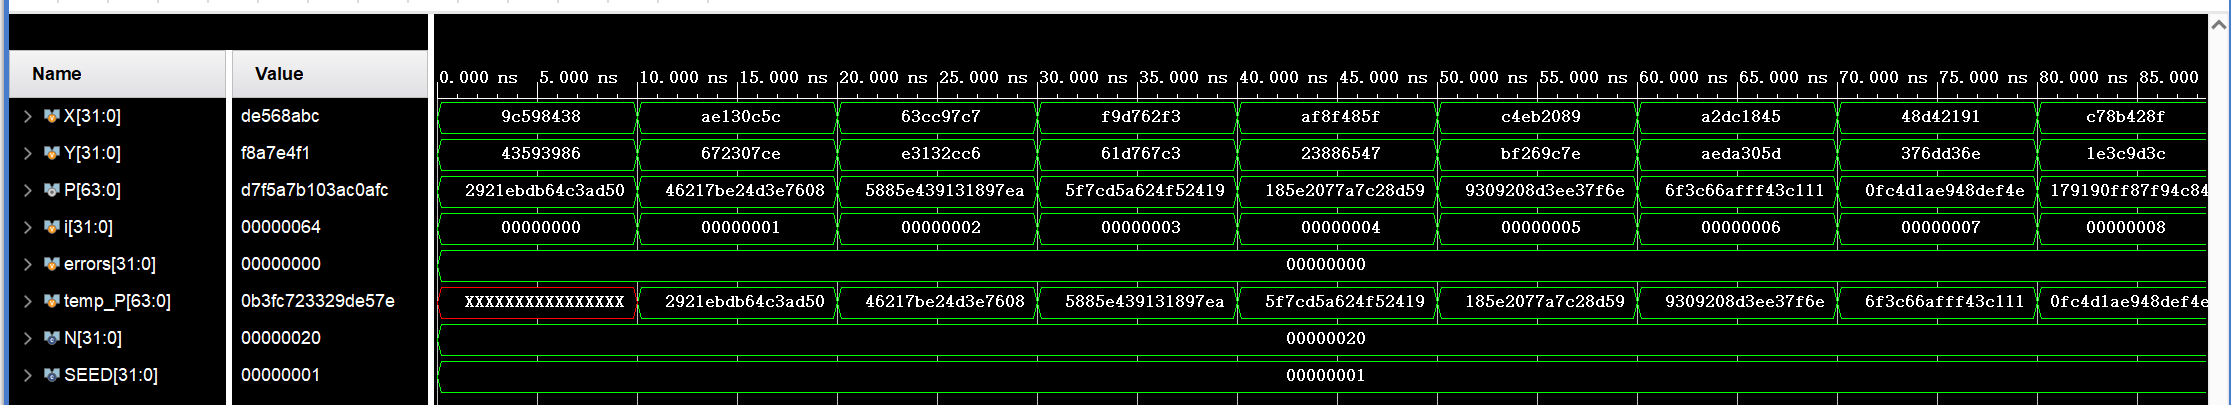 Name Value 0.000 ns 5.000 ns 10.000 ns 15.000 ns 20.000 ns 25.000 ns 30.000 ns 35.000 ns 40.000 ns 45.000 ns 50.000 ns 55.000 ns 60.000 ns 65.000 ns 70.000 ns 75.000 ns 80.000 ns 85.000
X[31:0] de568abc 9c598438 ae130c5c 63cc97c7 f9d762f3 af8f485f c4eb2089 a2dc1845 48d42191 c78b428f
Y[31:0] f8a7e4f1 43593986 672307ce e3132cc6 61d767c3 23886547 bf269c7e aeda305d 376dd36e 1e3c9d3c
P[63:0] d7f5a7b103ac0afc 2921ebdb64c3ad50 46217be24d3e7608 5885e439131897ea 5f7cd5a624f52419 185e2077a7c28d59 9309208d3ee37f6e 6f3c66afff43c111 0fc4d1ae948def4e 179190ff87f94c84
i[31:0] 00000064 00000000 00000001 00000002 00000003 00000004 00000005 00000006 00000007 00000008
errors[31:0] 00000000 00000000
temp_P[63:0] 0b3fc723329de57e XXXXXXXXXXXXXXXX 2921ebdb64c3ad50 46217be24d3e7608 5885e439131897ea 5f7cd5a624f52419 185e2077a7c28d59 9309208d3ee37f6e 6f3c66afff43c111 0fc4d1ae948def4e
N[31:0] 00000020 00000020
SEED[31:0] 00000001 00000001